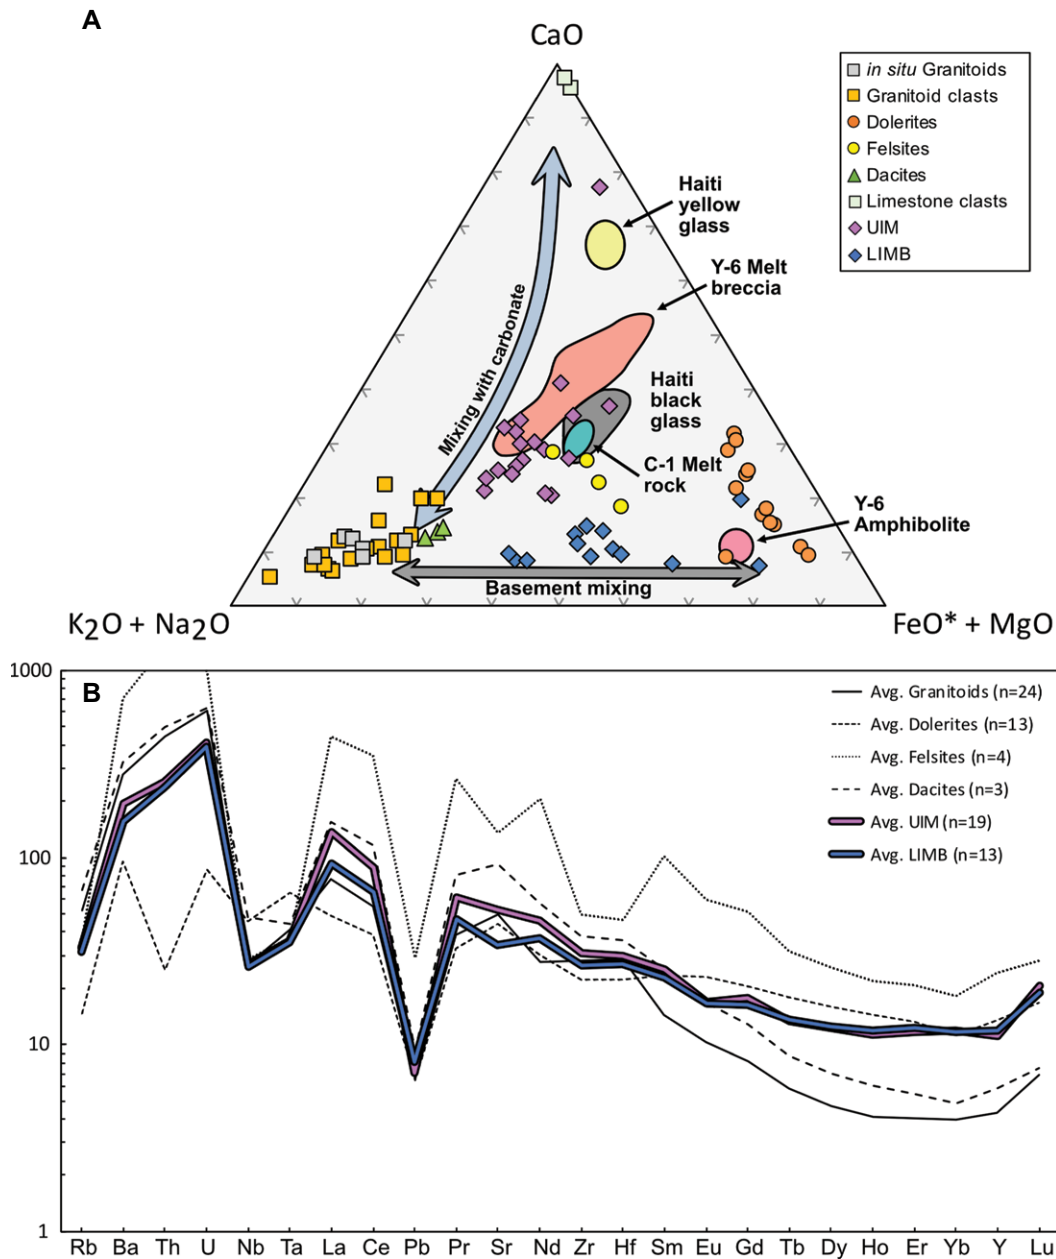 A
CaO
in situ Granitoids
Granitoid clasts
Dolerites
Felsites
Dacites
Limestone clasts
UIM
LIMB
Haiti
yellow
glass
Y-6 Melt
breccia
Mixing with carbonate
Haiti
black
glass
C-1 Melt
rock
Y-6
Amphibolite
Basement mixing
K2O + Na2O
FeO* + MgO
B
1000
100
10
1
Avg. Granitoids (n=24)
Avg. Dolerites (n=13)
Avg. Felsites (n=4)
Avg. Dacites (n=3)
Avg. UIM (n=19)
Avg. LIMB (n=13)
Rb Ba Th U Nb Ta La Ce Pb Pr Sr Nd Zr Hf Sm Eu Gd Tb Dy Ho Er Yb Y Lu